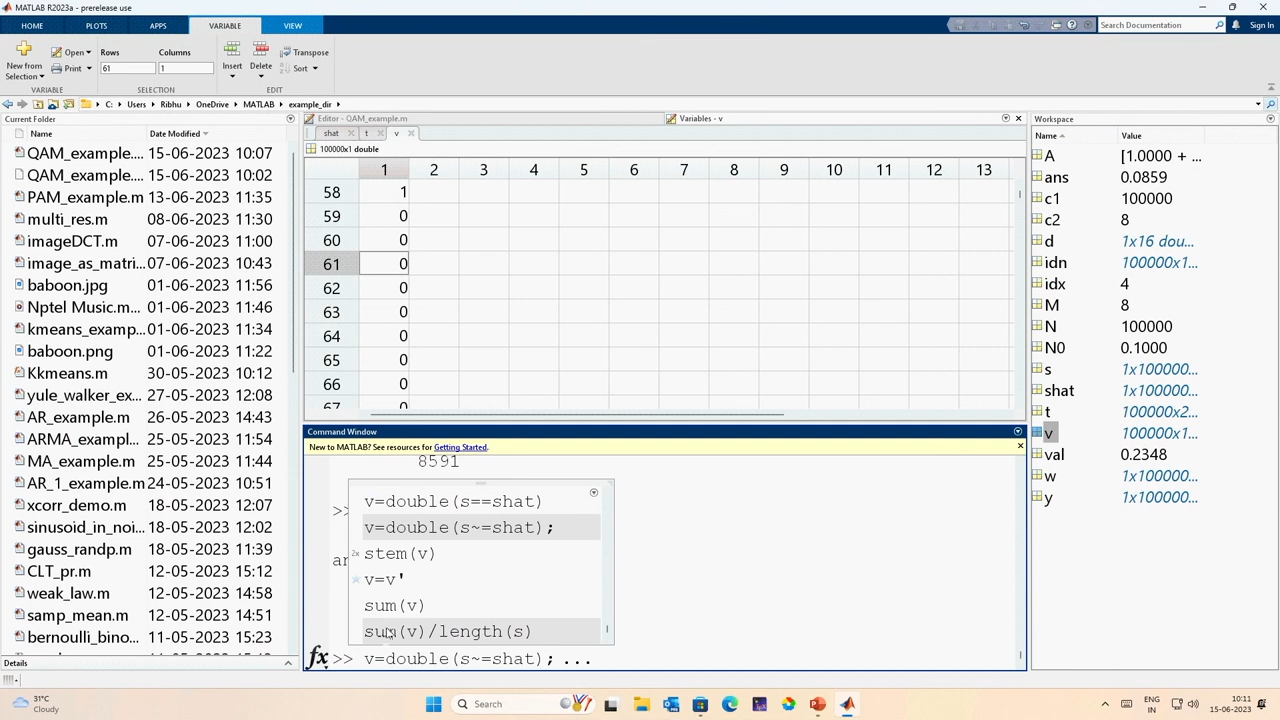 MATLAB R2023a - prerelease use
HOME PLOTS APPS VARIABLE VIEW
Search Documentation
Sign In
New from Selection
Open
Print
Rows
61
Columns
1
Insert
Delete
Transpose
Sort
VARIABLE SELECTION EDIT
C: Users Ribhu OneDrive MATLAB example_dir
Current Folder
Name Date Modified
QAM_example.... 15-06-2023 10:07
QAM_example.... 15-06-2023 10:02
PAM_example.m 13-06-2023 11:35
multi_res.m 08-06-2023 11:30
imageDCT.m 07-06-2023 11:00
image_as_matri... 07-06-2023 10:43
baboon.jpg 01-06-2023 11:56
Nptel Music.m... 01-06-2023 11:46
kmeans_examp... 01-06-2023 11:34
baboon.png 01-06-2023 11:22
Kkmeans.m 30-05-2023 10:12
yule_walker_ex... 27-05-2023 12:08
AR_example.m 26-05-2023 14:43
ARMA_exampl... 25-05-2023 11:54
MA_example.m 25-05-2023 11:44
AR_1_example.m 24-05-2023 10:51
xcorr_demo.m 18-05-2023 12:07
sinusoid_in_noi... 18-05-2023 12:02
gauss_randp.m 18-05-2023 11:39
CLT_pr.m 12-05-2023 15:12
weak_law.m 12-05-2023 14:58
samp_mean.m 12-05-2023 14:51
bernoulli_bino... 11-05-2023 15:23
Details
Editor - QAM_example.m
Variables - v
shat t v
100000x1 double
1 2 3 4 5 6 7 8 9 10 11 12 13
58 1
59 0
60 0
61 0
62 0
63 0
64 0
65 0
66 0
67 0
Command Window
New to MATLAB? See resources for Getting Started.
8591
>>
v=double(s==shat)
v=double(s~=shat);
2x stem(v)
v=v'
sum(v)
sum(v)/length(s)
fx >> v=double(s~=shat); ...
Workspace
Name Value
A [1.0000 + ...
ans 0.0859
c1 100000
c2 8
d 1x16 dou...
idn 100000x1...
idx 4
M 8
N 100000
N0 0.1000
s 1x100000...
shat 1x100000...
t 100000x2...
v 100000x1...
val 0.2348
w 1x100000...
y 1x100000...
31°C
Cloudy
Search
ENG
IN
10:11
15-06-2023